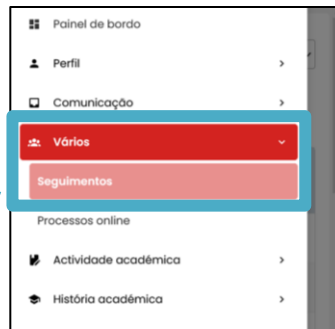 Painel de bordo
Perfil
Comunicação
Vários
Seguimentos
Processos online
Actividade académica
História académica